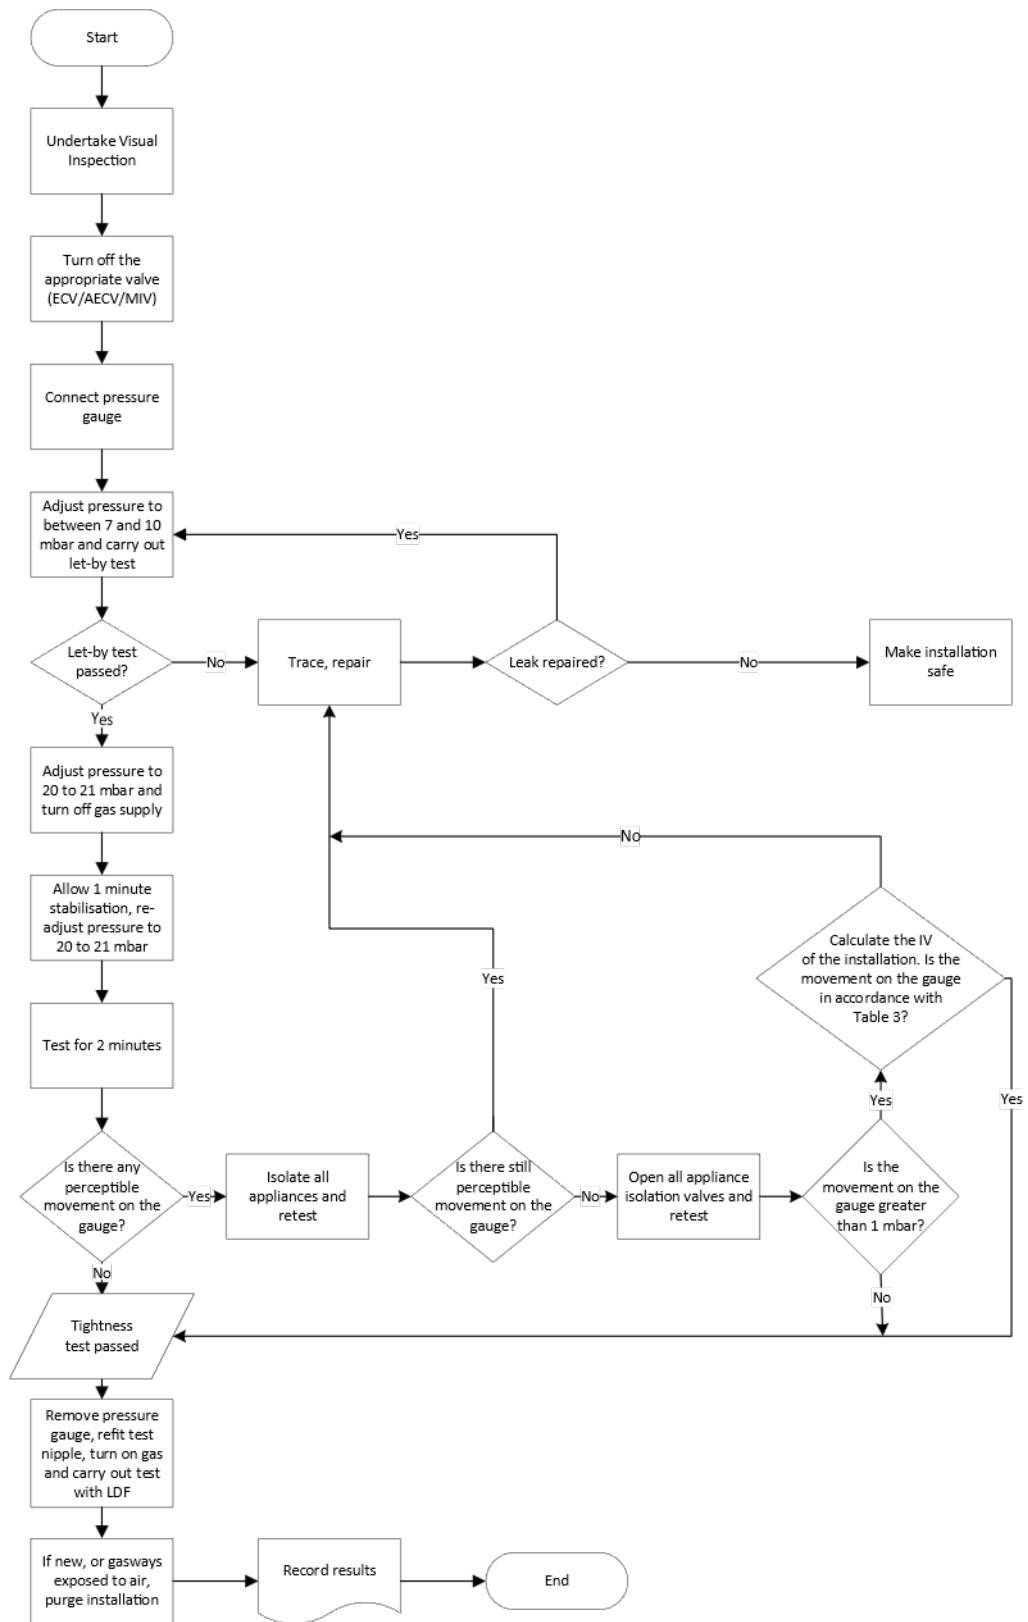 Start
Undertake Visual
Inspection
Turn off the
appropriate valve
(ECV/AECV/MIV)
Connect pressure
gauge
Adjust pressure to
between 7 and 10
mbar and carry out
let-by test
Yes
Let-by test
passed?
No
Trace, repair
Leak repaired?
No
Make installation
safe
Yes
Adjust pressure to
20 to 21 mbar and
turn off gas supply
No
Allow 1 minute
stabilisation, re-
adjust pressure to
20 to 21 mbar
Calculate the IV
of the installation. Is the
movement on the gauge
in accordance with
Table 3?
Yes
Test for 2 minutes
Yes
Yes
Is there any
perceptible
movement on the
gauge?
Yes
Isolate all
appliances and
retest
Is there still
perceptible
movement on the
gauge?
No
Open all appliance
isolation valves and
retest
Is the
movement on the
gauge greater
than 1 mbar?
No
No
Tightness
test passed
Remove pressure
gauge, refit test
nipple, turn on gas
and carry out test
with LDF
If new, or gasways
exposed to air,
purge installation
Record results
End